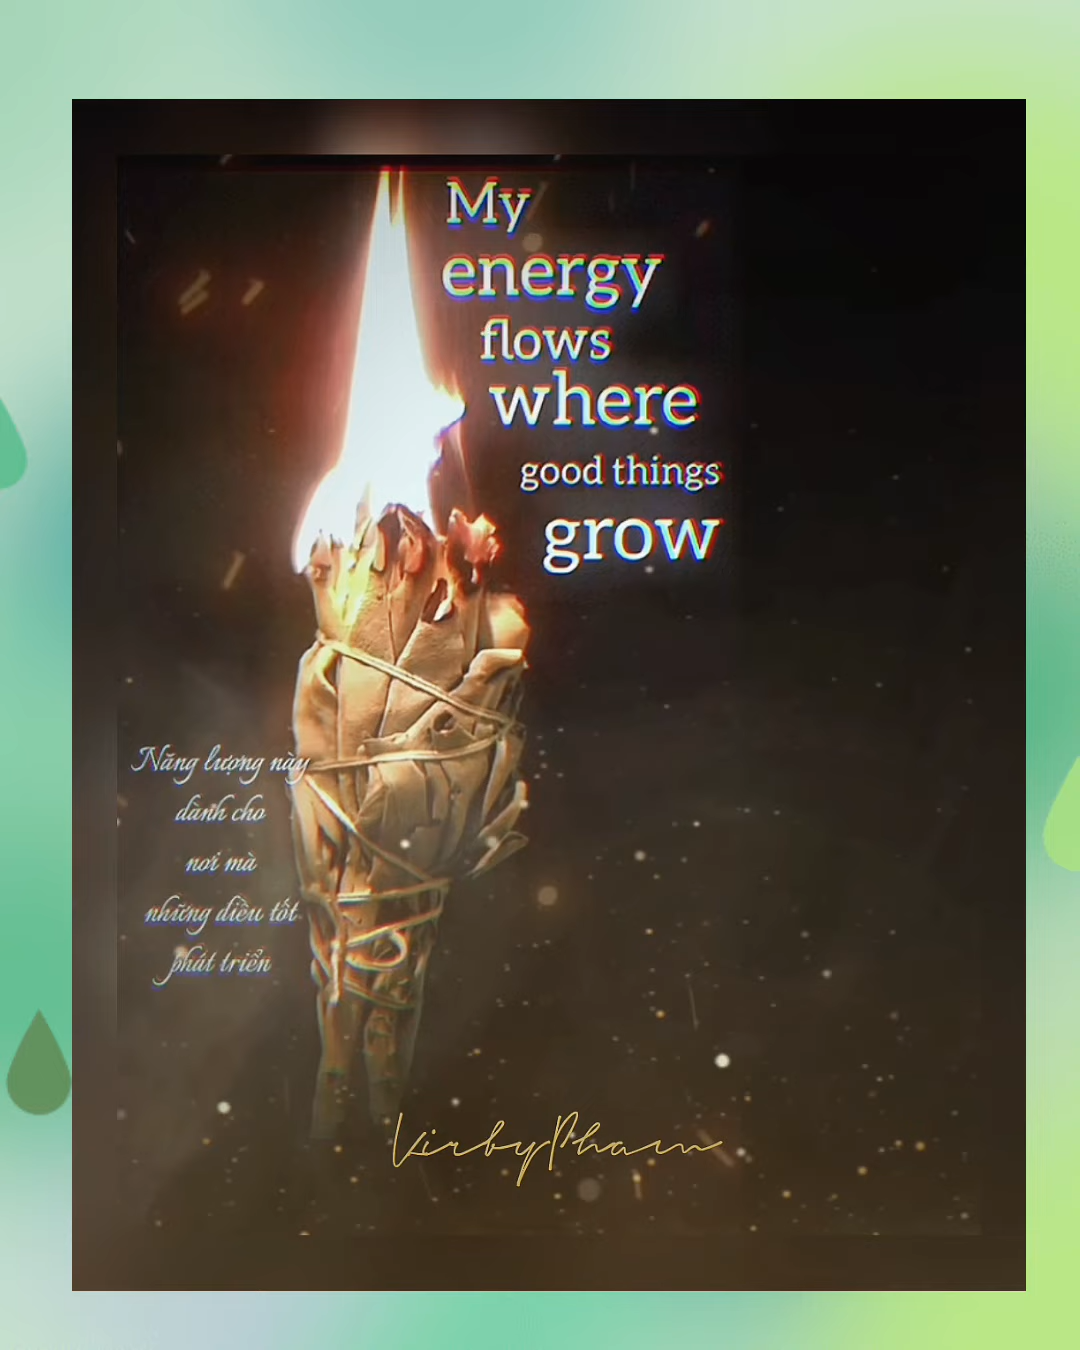 My
energy
flows
where
good things
grow
Năng lượng này
dành cho
nơi mà
những điều tốt
phát triển
KirbyPham